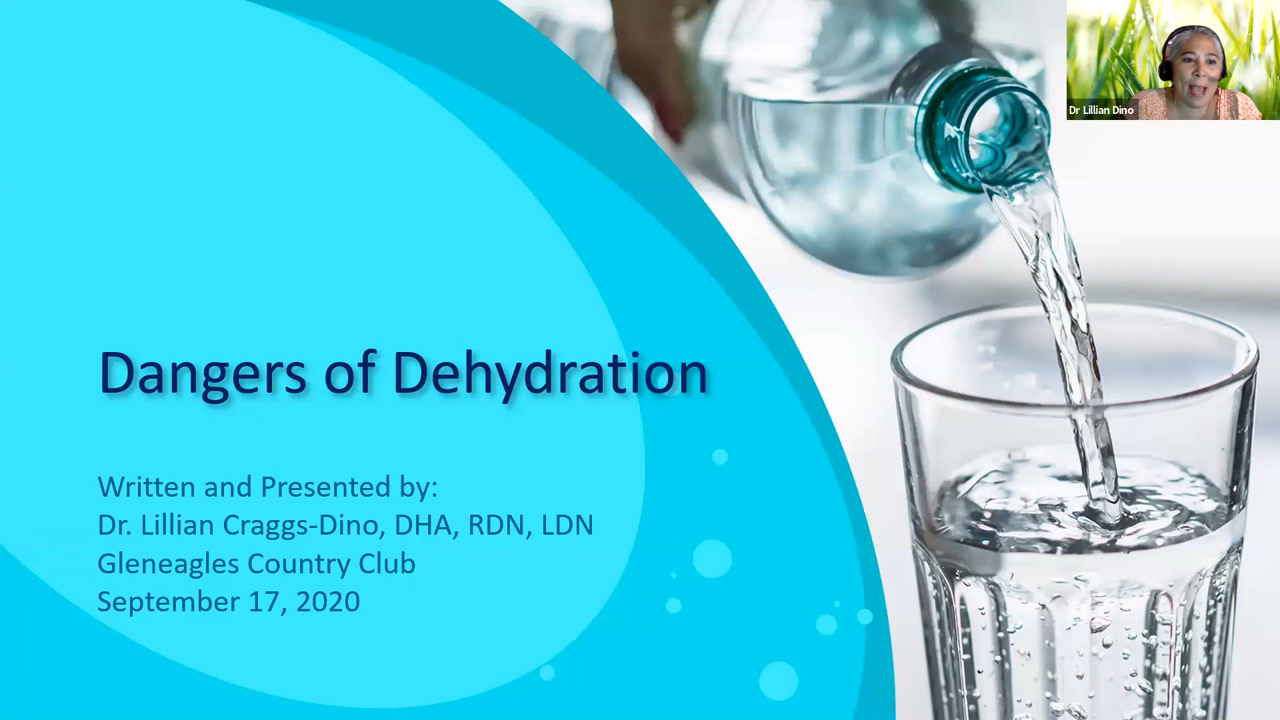 Dr Lillian Dino
Dangers of Dehydration
Written and Presented by:
Dr. Lillian Craggs-Dino, DHA, RDN, LDN
Gleneagles Country Club
September 17, 2020